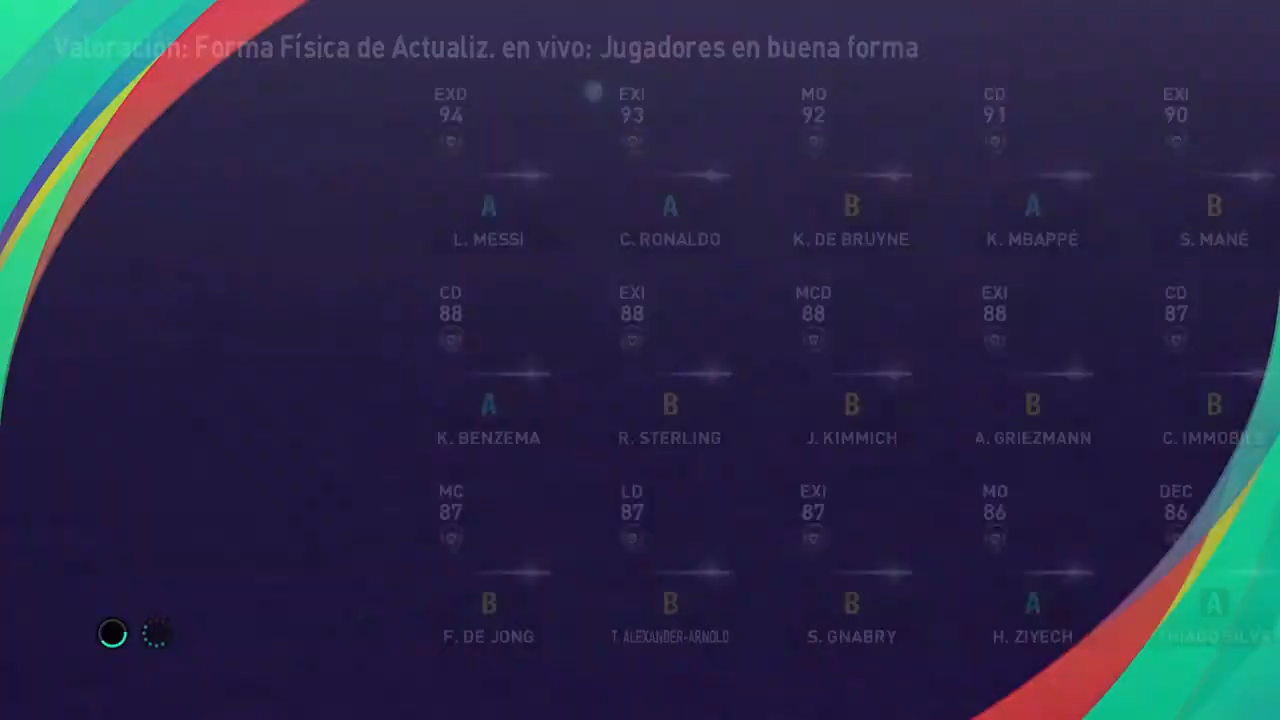 Valoración: Forma Física de Actualiz. en vivo: Jugadores en buena forma
EXD EXI MO CD EXI
94 93 92 91 90
A A B A B
L. MESSI C. RONALDO K. DE BRUYNE K. MBAPPÉ S. MANÉ
CD EXI MCD EXI CD
88 88 88 88 87
A B B B B
K. BENZEMA R. STERLING J. KIMMICH A. GRIEZMANN C. IMMOBILE
MC LD EXI MO DEC
87 87 87 86 86
B B B A A
F. DE JONG T. ALEXANDER-ARNOLD S. GNABRY H. ZIYECH THIAGO SILVA